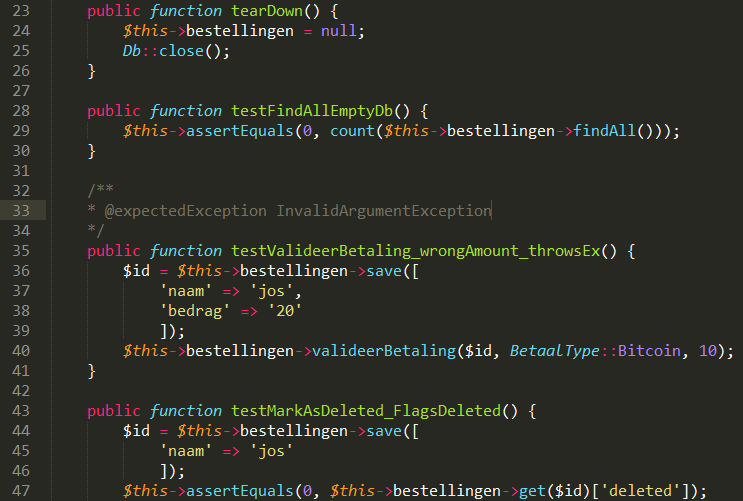 23 public function tearDown() {
24 $this->bestellingen = null;
25 Db::close();
26 }
27
28 public function testFindAllEmptyDb() {
29 $this->assertEquals(0, count($this->bestellingen->findAll()));
30 }
31
32 /**
33 * @expectedException InvalidArgumentException
34 */
35 public function testValideerBetaling_wrongAmount_throwsEx() {
36 $id = $this->bestellingen->save([
37 'naam' => 'jos',
38 'bedrag' => '20'
39 ]);
40 $this->bestellingen->valideerBetaling($id, BetaalType::Bitcoin, 10);
41 }
42
43 public function testMarkAsDeleted_FlagsDeleted() {
44 $id = $this->bestellingen->save([
45 'naam' => 'jos'
46 ]);
47 $this->assertEquals(0, $this->bestellingen->get($id)['deleted']);